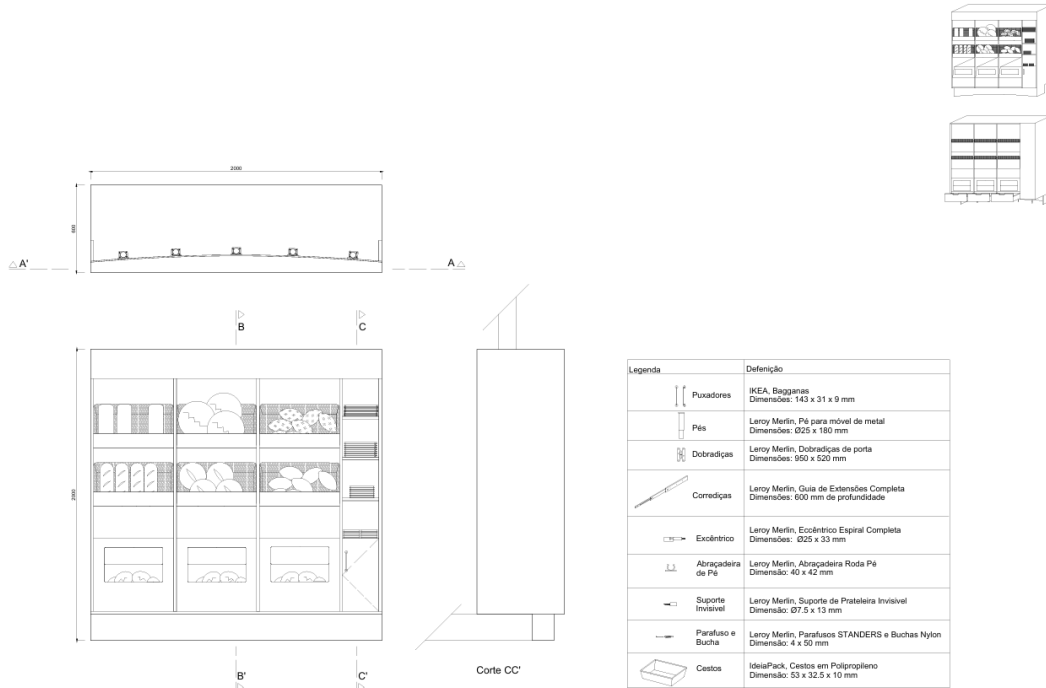 2000
600
A'
A
B
C
2000
B'
C'
Corte CC'
Legenda
Defenição
Puxadores
IKEA, Bagganas
Dimensões: 143 x 31 x 9 mm
Pés
Leroy Merlin, Pé para móvel de metal
Dimensões: Ø25 x 180 mm
Dobradiças
Leroy Merlin, Dobradiças de porta
Dimensões: 950 x 520 mm
Corrediças
Leroy Merlin, Guia de Extensões Completa
Dimensões: 600 mm de profundidade
Excêntrico
Leroy Merlin, Eccêntrico Espiral Completa
Dimensões: Ø25 x 33 mm
Abraçadeira
de Pé
Leroy Merlin, Abraçadeira Roda Pé
Dimensão: 40 x 42 mm
Suporte
Invisivel
Leroy Merlin, Suporte de Prateleira Invisivel
Dimensão: Ø7.5 x 13 mm
Parafuso e
Bucha
Leroy Merlin, Parafusos STANDERS e Buchas Nylon
Dimensão: 4 x 50 mm
Cestos
IdeiaPack, Cestos em Polipropileno
Dimensão: 53 x 32.5 x 10 mm